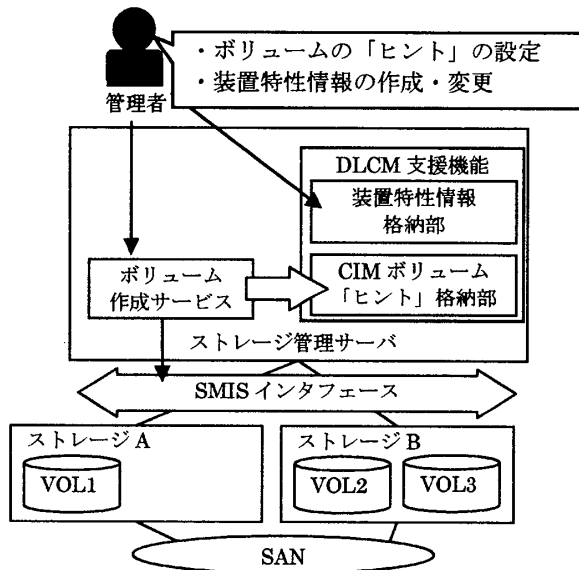 ・ボリュームの「ヒント」の設定
・装置特性情報の作成・変更
管理者
DLCM 支援機能
装置特性情報
格納部
ボリューム
作成サービス
CIM ボリューム
「ヒント」格納部
ストレージ管理サーバ
SMIS インタフェース
ストレージ A
ストレージ B
VOL1
VOL2
VOL3
SAN